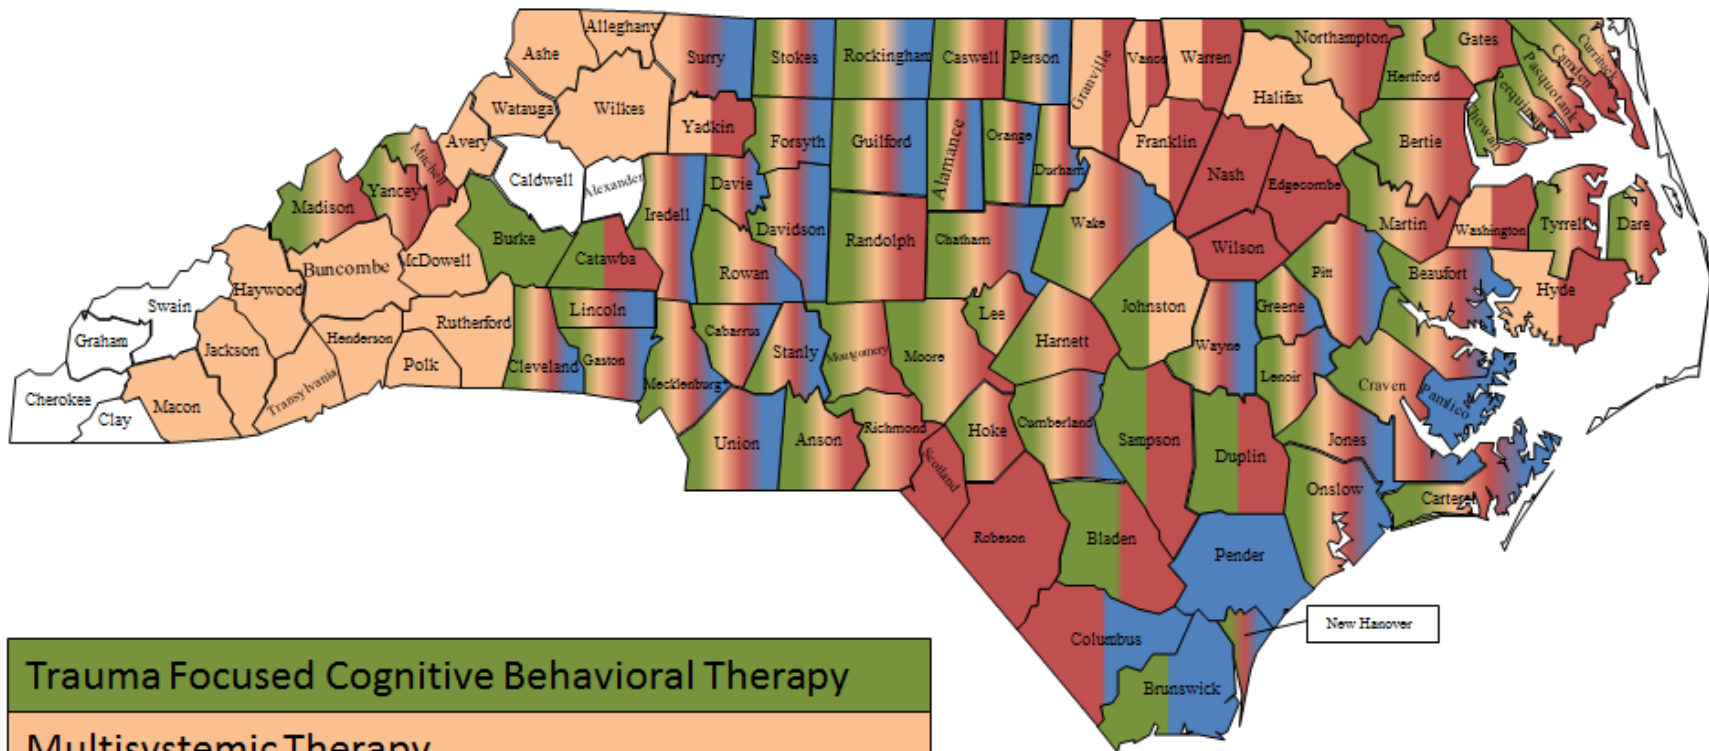 Alleghany
Ashe
Surry
Stokes
Rockingham
Caswell
Person
Granville
Vance
Warren
Northampton
Gates
Hertford
Pasquotank
Camden
Currituck
Perquimans
Chowan
Watauga
Wilkes
Yadkin
Forsyth
Guilford
Alamance
Orange
Durham
Franklin
Halifax
Bertie
Avery
Mitchell
Yancey
Madison
Caldwell
Alexander
Iredell
Davie
Davidson
Randolph
Chatham
Wake
Nash
Edgecombe
Martin
Washington
Tyrrell
Dare
Burke
Catawba
Rowan
Wilson
Buncombe
McDowell
Haywood
Swain
Graham
Jackson
Henderson
Rutherford
Polk
Cleveland
Lincoln
Gaston
Cabarrus
Stanly
Montgomery
Moore
Lee
Harnett
Johnston
Wayne
Greene
Pitt
Beaufort
Hyde
Cherokee
Clay
Macon
Transylvania
Mecklenburg
Lenoir
Craven
Pamlico
Union
Anson
Richmond
Hoke
Cumberland
Sampson
Duplin
Jones
Onslow
Carteret
Scotland
Robeson
Bladen
Pender
Columbus
Brunswick
New Hanover
Trauma Focused Cognitive Behavioral Therapy
Multisystemic Therapy